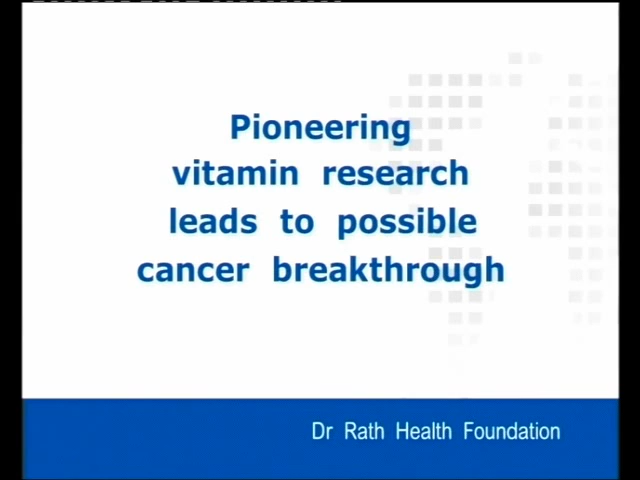 Pioneering
vitamin research
leads to possible
cancer breakthrough
Dr Rath Health Foundation